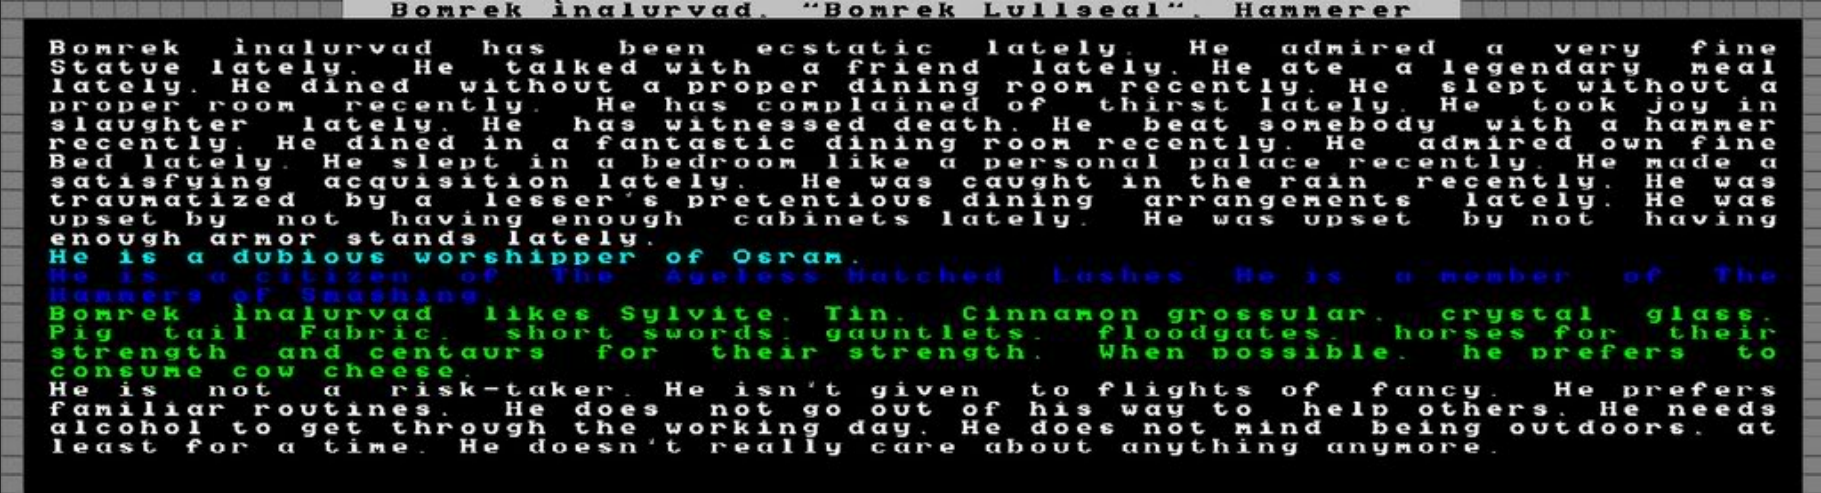 Bomrek ìnalurvad, "Bomrek Lullseal", Hammerer
Bomrek ìnalurvad has been ecstatic lately. He admired a very fine
Statue lately. He talked with a friend lately. He ate a legendary meal
lately. He dined without a proper dining room recently. He slept without a
proper room recently. He has complained of thirst lately. He took joy in
slaughter lately. He has witnessed death. He beat somebody with a hammer
recently. He dined in a fantastic dining room recently. He admired own fine
Bed lately. He slept in a bedroom like a personal palace recently. He made a
satisfying acquisition lately. He was caught in the rain recently. He was
traumatized by a lesser's pretentious dining arrangements lately. He was
upset by not having enough cabinets lately. He was upset by not having
enough armor stands lately.
He is a dubious worshipper of Osram.
He is a citizen of The Ageless Hatched Lashes He is a member of The
Hammers of Smashing.
Bomrek Ìnalurvad likes Sylvite, Tin, Cinnamon grossular, crystal glass,
Pig tail Fabric, short swords, gauntlets, floodgates, horses for their
strength and centaurs for their strength. When possible, he prefers to
consume cow cheese.
He is not a risk-taker. He isn't given to flights of fancy. He prefers
familiar routines. He does not go out of his way to help others. He needs
alcohol to get through the working day. He does not mind being outdoors, at
least for a time. He doesn't really care about anything anymore.